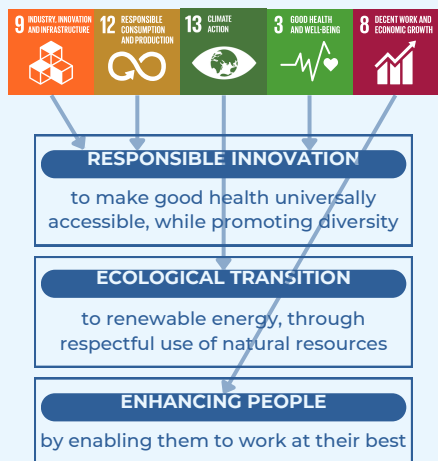 9 INDUSTRY, INNOVATION
AND INFRASTRUCTURE
12 RESPONSIBLE
CONSUMPTION
AND PRODUCTION
13 CLIMATE
ACTION
3 GOOD HEALTH
AND WELL-BEING
8 DECENT WORK AND
ECONOMIC GROWTH
RESPONSIBLE INNOVATION
to make good health universally
accessible, while promoting diversity
ECOLOGICAL TRANSITION
to renewable energy, through
respectful use of natural resources
ENHANCING PEOPLE
by enabling them to work at their best